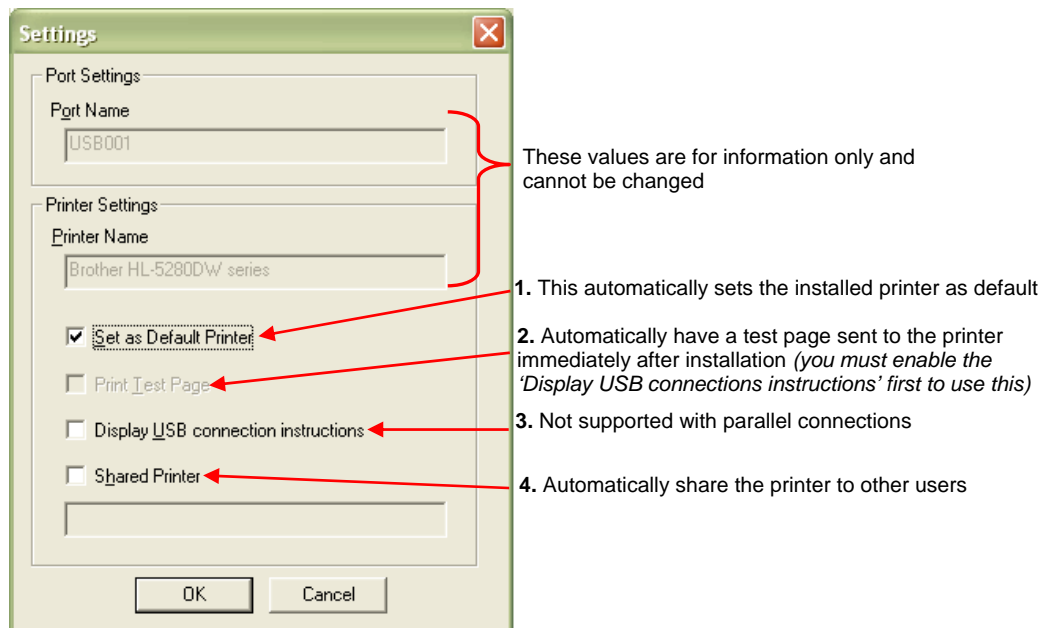 Settings
Port Settings
Port Name
USB001
These values are for information only and
cannot be changed
Printer Settings
Printer Name
Brother HL-5280DW series
1. This automatically sets the installed printer as default
Set as Default Printer
2. Automatically have a test page sent to the printer
immediately after installation (you must enable the
'Display USB connections instructions' first to use this)
Print Test Page
3. Not supported with parallel connections
Display USB connection instructions
Shared Printer
4. Automatically share the printer to other users
OK
Cancel